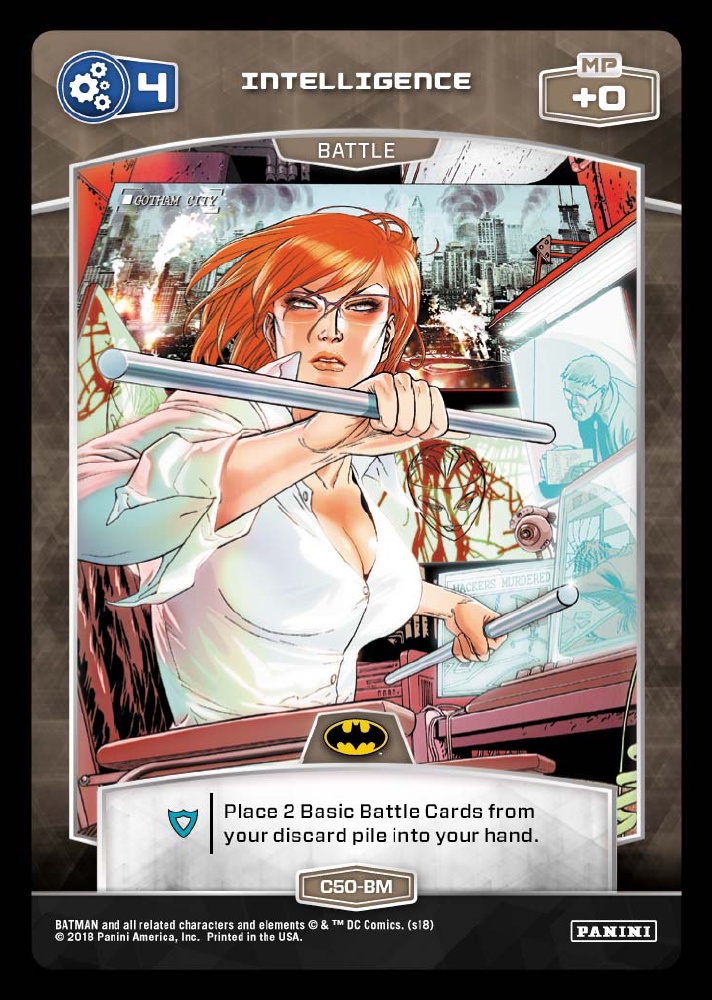 4
INTELLIGENCE
MP
+0
BATTLE
GOTHAM CITY
HACKERS MURDERED
Place 2 Basic Battle Cards from
your discard pile into your hand.
C50-BM
BATMAN and all related characters and elements © & ™ DC Comics. (s18)
© 2018 Panini America, Inc. Printed in the USA.
PANINI